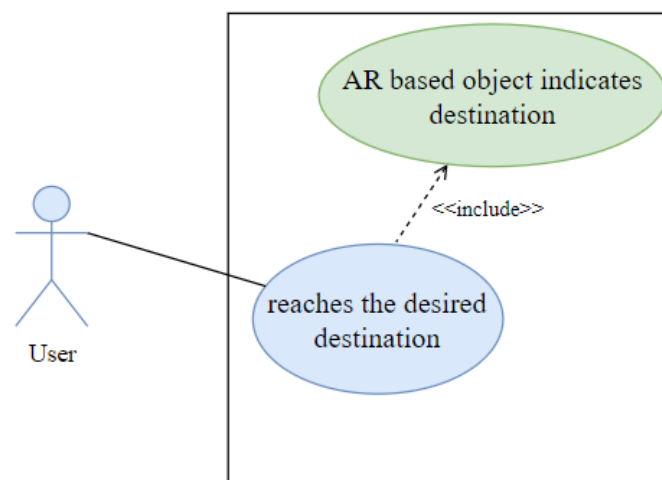 AR based object indicates
destination
<<include>>
reaches the desired
destination
User